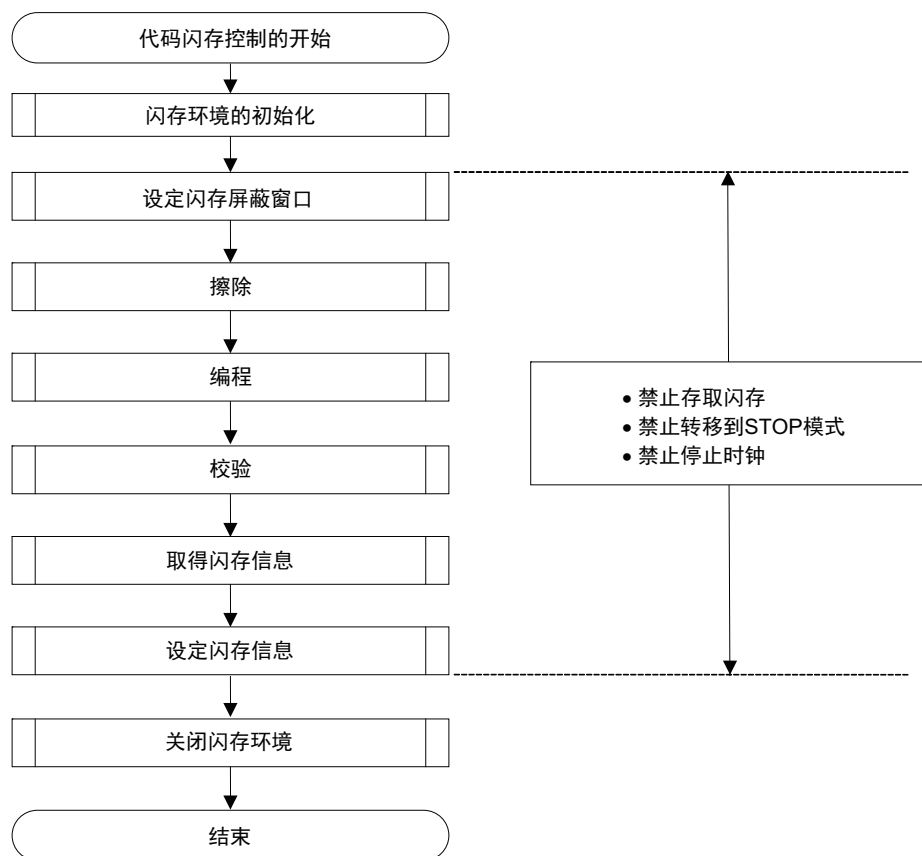 代码闪存控制的开始
闪存环境的初始化
设定闪存屏蔽窗口
擦除
编程
校验
取得闪存信息
设定闪存信息
关闭闪存环境
结束
• 禁止存取闪存
• 禁止转移到STOP模式
• 禁止停止时钟